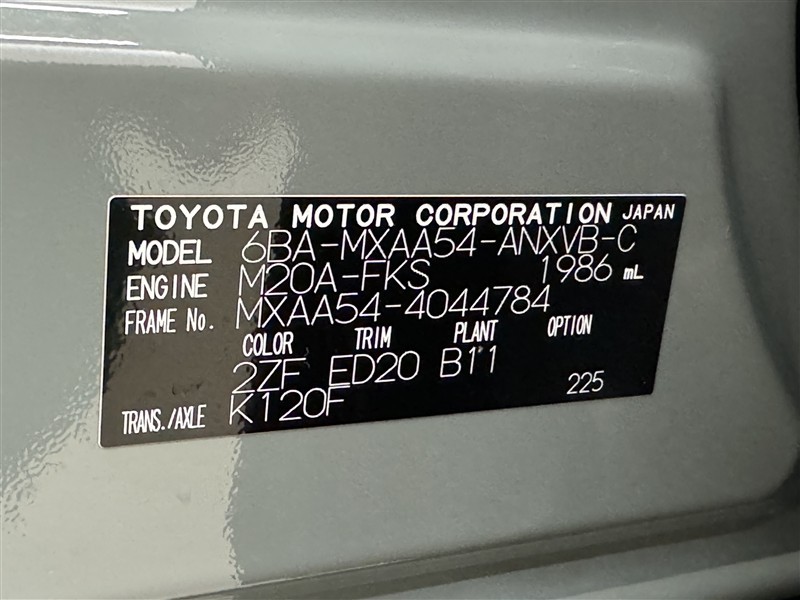 TOYOTA MOTOR CORPORATION JAPAN
MODEL 6BA-MXAA54-ANXVB-C
ENGINE M20A-FKS 1986 mL
FRAME No. MXAA54-4044784
COLOR TRIM PLANT OPTION
2ZF ED20 B11
TRANS./AXLE K120F 225